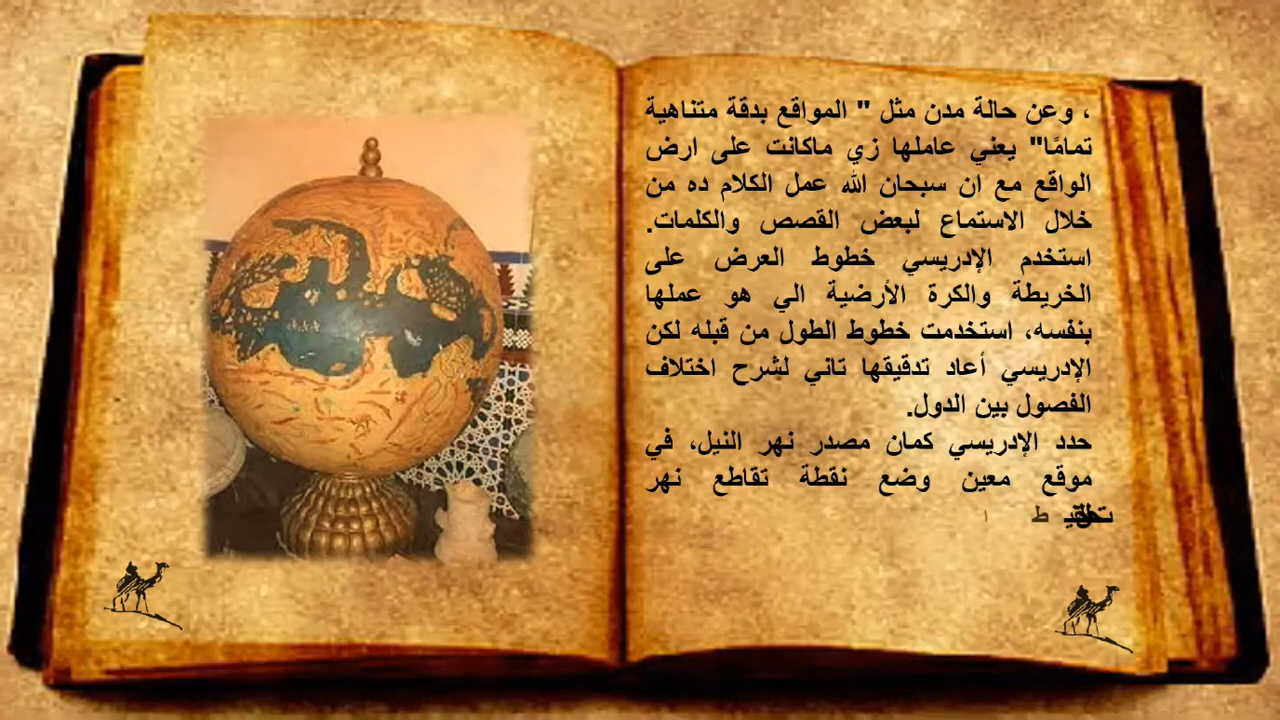 ، وعن حالة مدن مثل " المواقع بدقة متناهية
تمامًا" يعني عاملها زي ماكانت على ارض
الواقع مع ان سبحان الله عمل الكلام ده من
خلال الاستماع لبعض القصص والكلمات.
استخدم الإدريسي خطوط العرض على
الخريطة والكرة الأرضية الي هو عملها
بنفسه، استخدمت خطوط الطول من قبله لكن
الإدريسي أعاد تدقيقها تاني لشرح اختلاف
الفصول بين الدول.
حدد الإدريسي كمان مصدر نهر النيل، في
موقع معين وضع نقطة تقاطع نهر